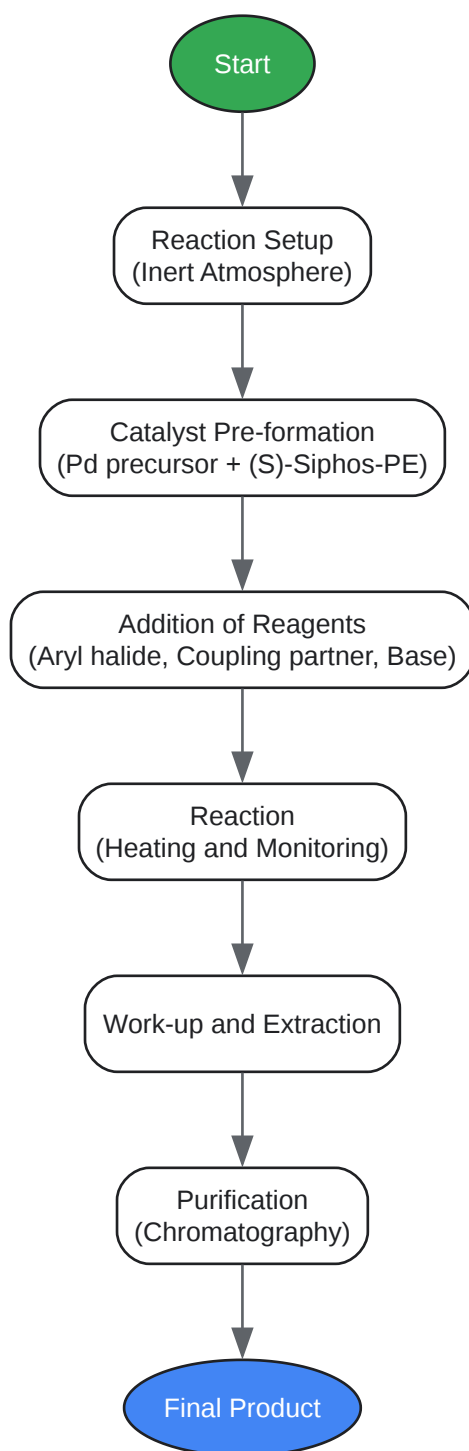 Start
Reaction Setup
(Inert Atmosphere)
Catalyst Pre-formation
(Pd precursor + (S)-Siphos-PE)
Addition of Reagents
(Aryl halide, Coupling partner, Base)
Reaction
(Heating and Monitoring)
Work-up and Extraction
Purification
(Chromatography)
Final Product